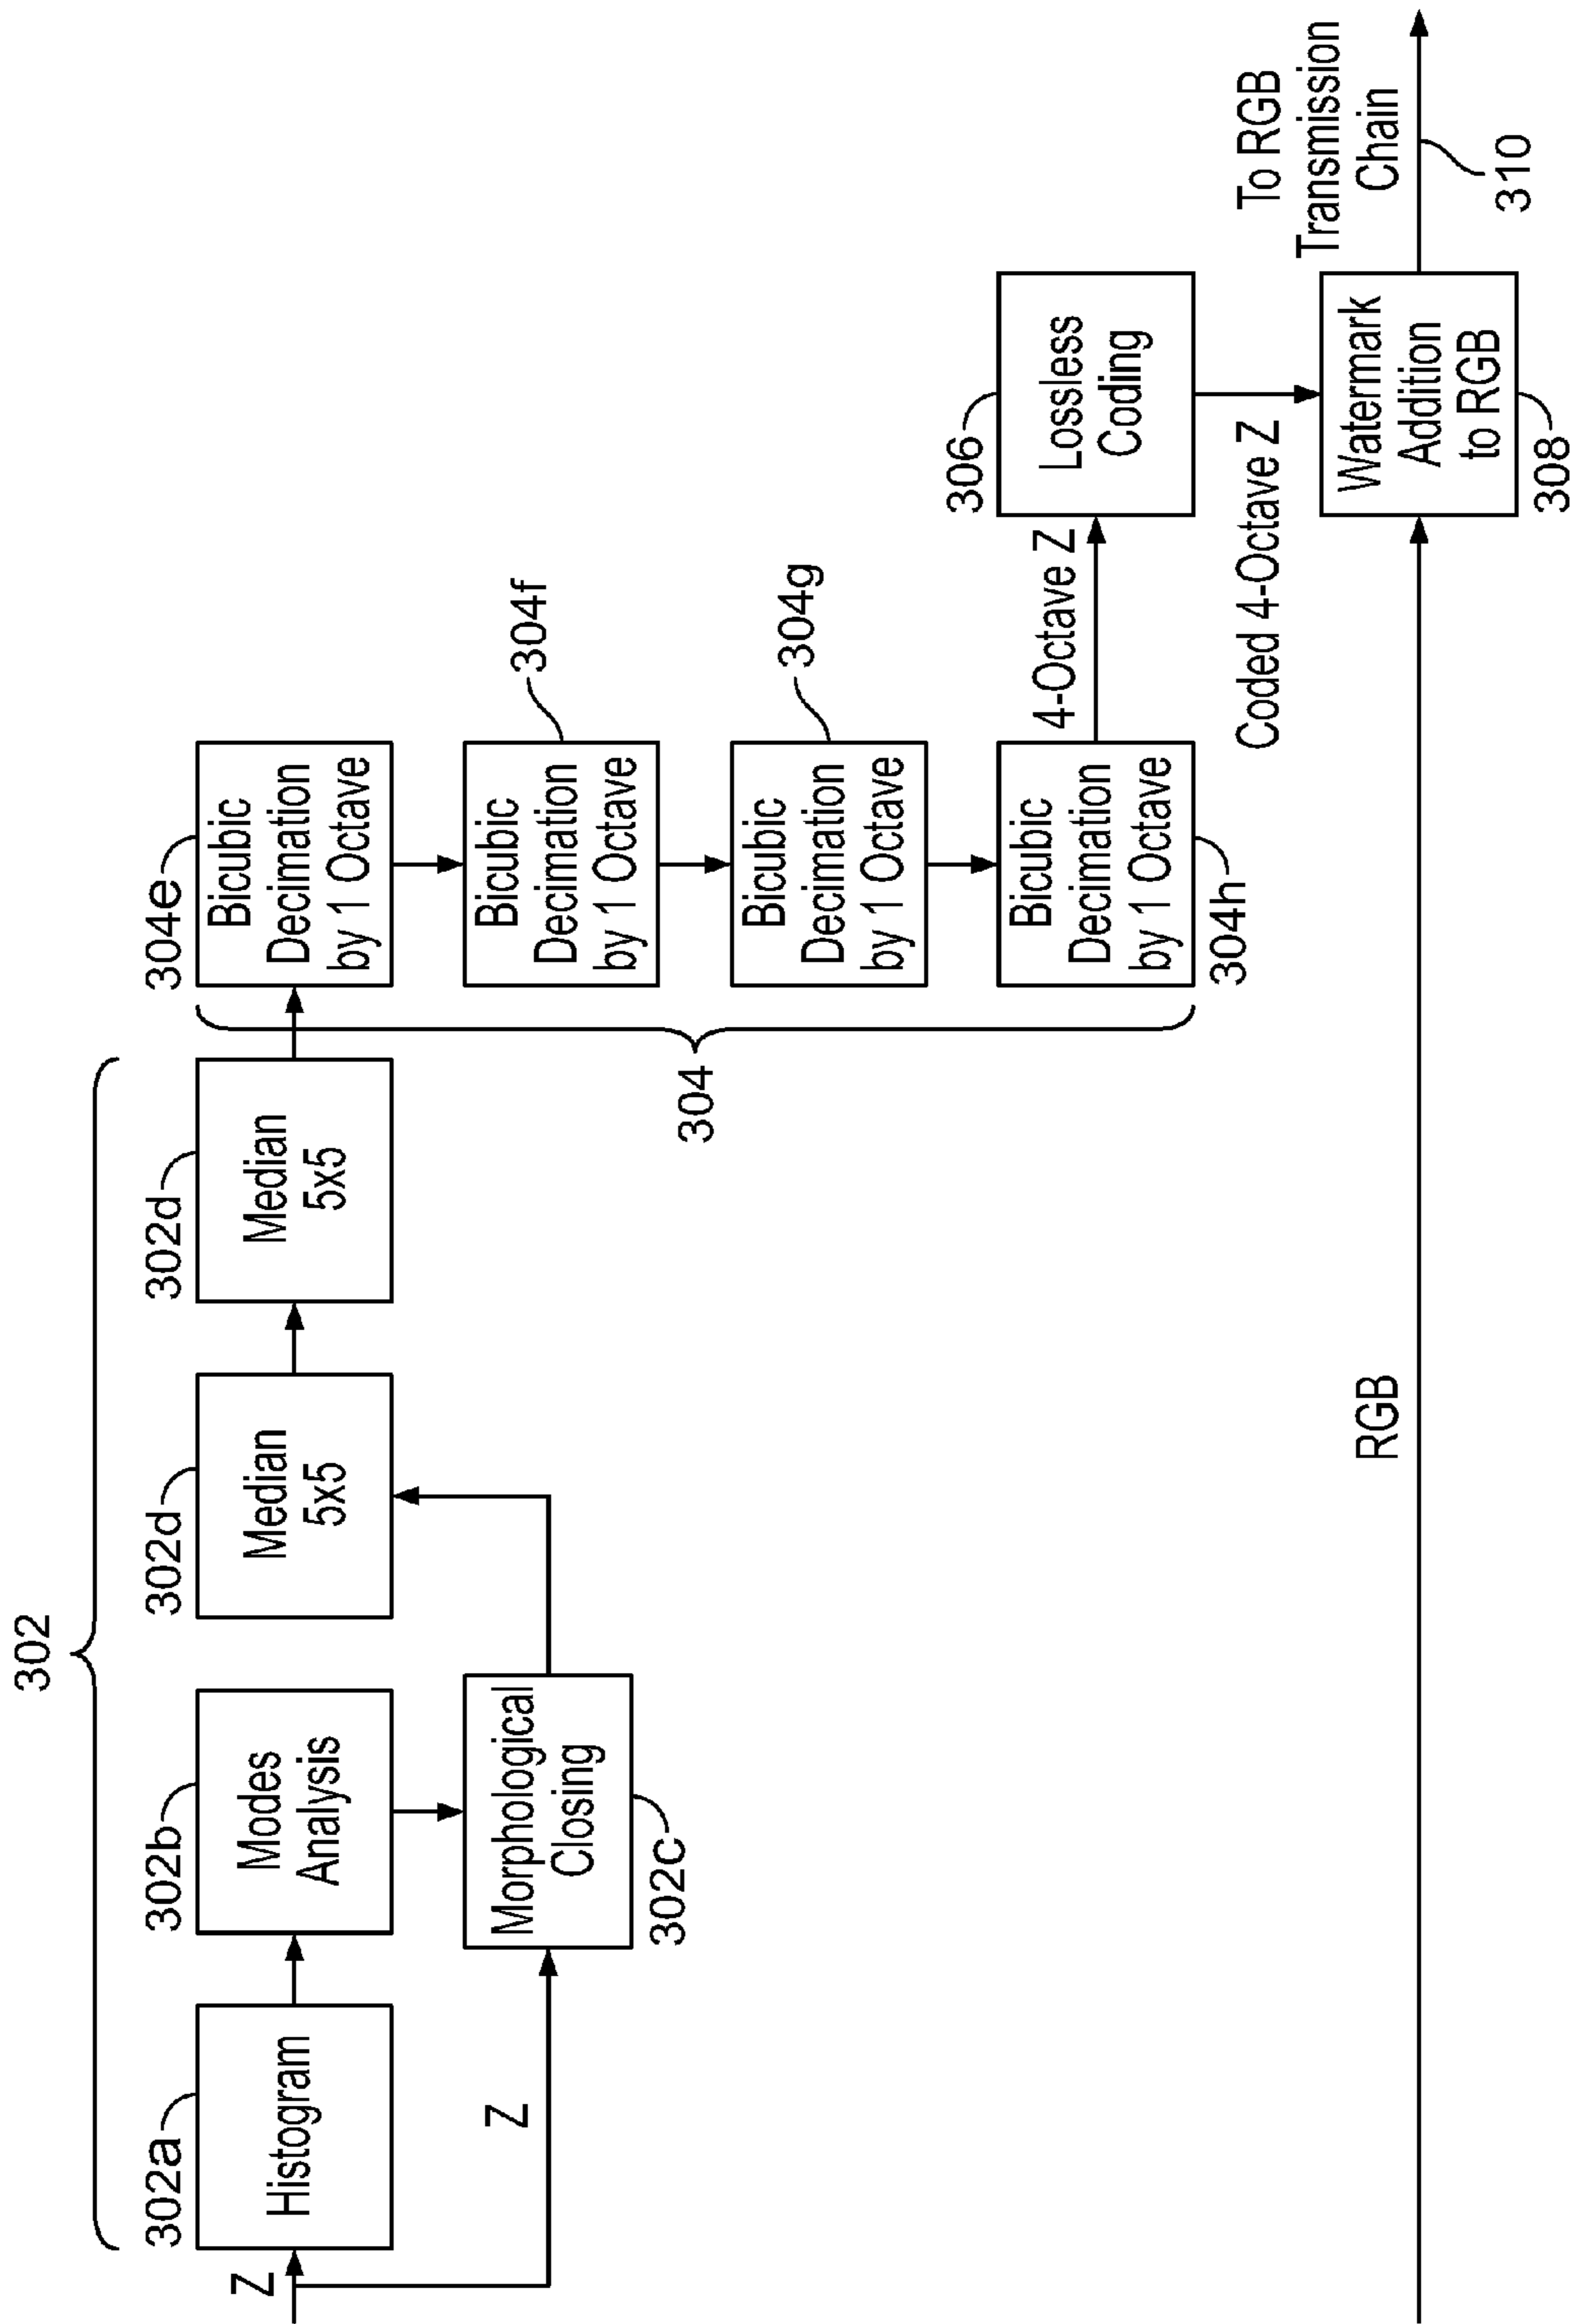 302
302a
302b
302d
302d
304e
Z
Histogram
Modes
Analysis
Median
5x5
Median
5x5
Bicubic
Decimation
by 1 Octave
304f
Z
Morphological
Closing
302c
304
Bicubic
Decimation
by 1 Octave
304g
Bicubic
Decimation
by 1 Octave
306
4-Octave Z
Bicubic
Decimation
by 1 Octave
304h
Lossless
Coding
Coded 4-Octave Z
To RGB
Transmission
Chain
RGB
Watermark
Addition
to RGB
308
310